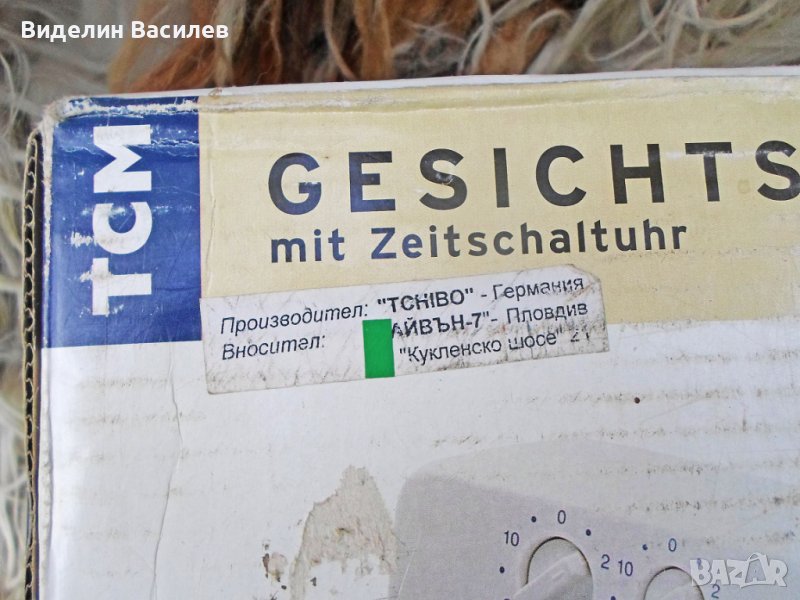 Виделин Василев
TCM
GESICHTS
mit Zeitschaltuhr
Производител: "TCHIBO" - Германия
Вносител: АЙВЪН-7" - Пловдив
"Кукленско шосе" 21
0
10
2
0
10
2
BAZAR